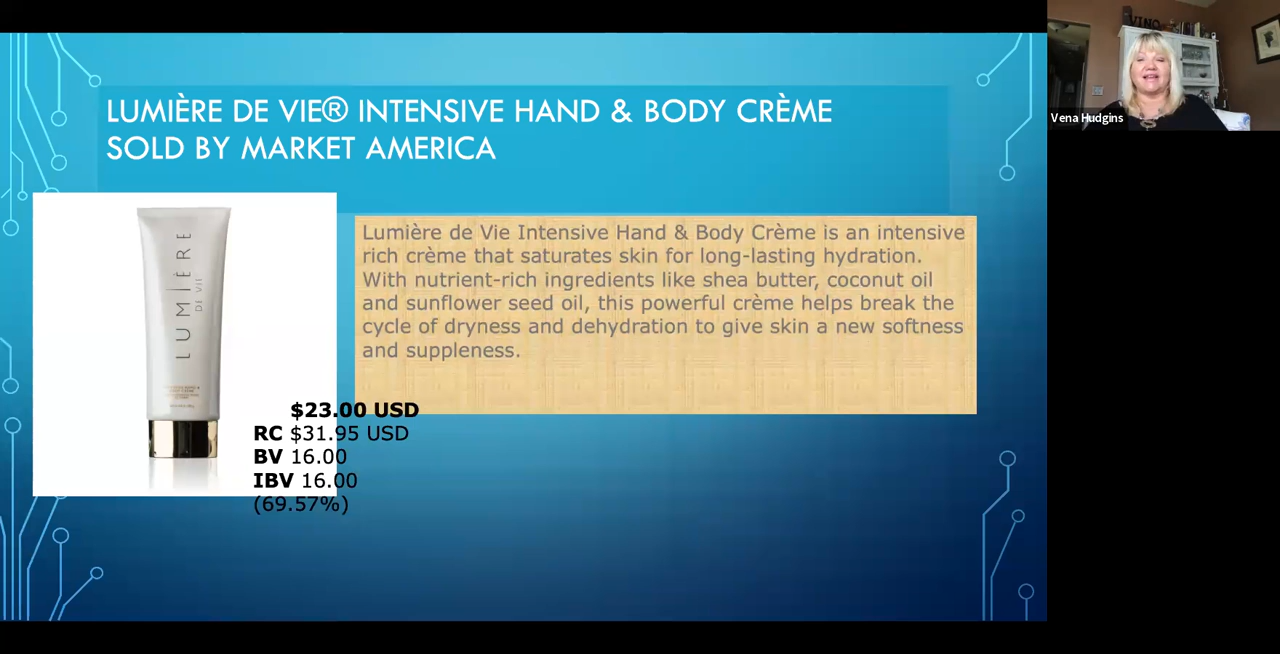 LUMIÈRE DE VIE® INTENSIVE HAND & BODY CRÈME
SOLD BY MARKET AMERICA
Lumière de Vie Intensive Hand & Body Crème is an intensive
rich crème that saturates skin for long-lasting hydration.
With nutrient-rich ingredients like shea butter, coconut oil
and sunflower seed oil, this powerful crème helps break the
cycle of dryness and dehydration to give skin a new softness
and suppleness.
LUMIÈRE
DE VIE
$23.00 USD
RC $31.95 USD
BV 16.00
IBV 16.00
(69.57%)
VINO
Vena Hudgins